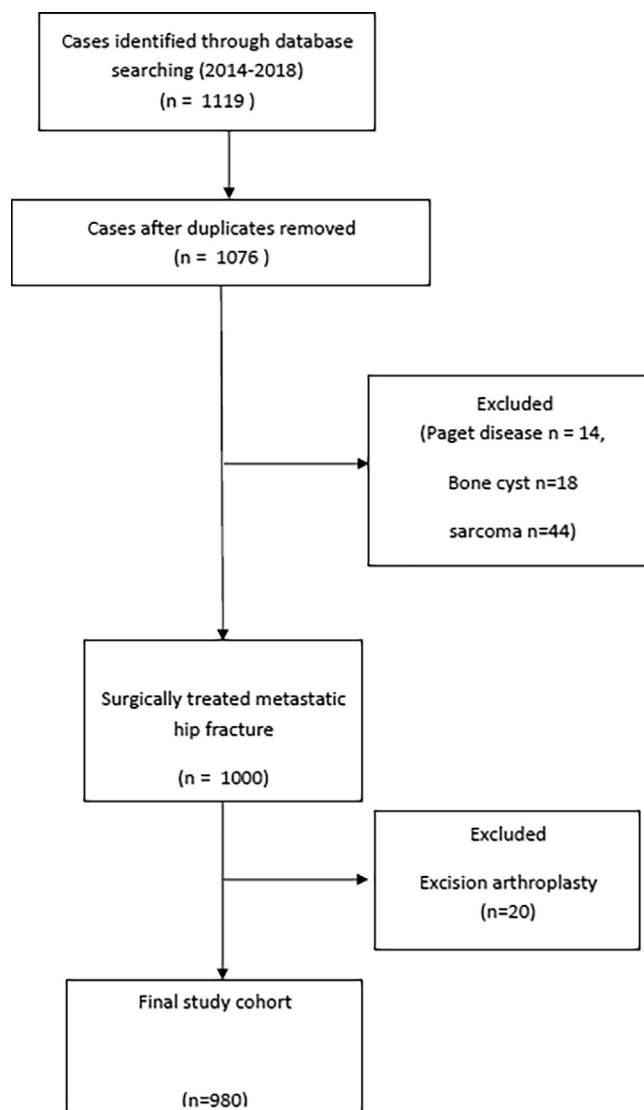 Cases identified through database
searching (2014-2018)
(n = 1119 )
Cases after duplicates removed
(n = 1076 )
Excluded
(Paget disease n = 14,
Bone cyst n=18
sarcoma n=44)
Surgically treated metastatic
hip fracture
(n = 1000)
Excluded
Excision arthroplasty
(n=20)
Final study cohort
(n=980)